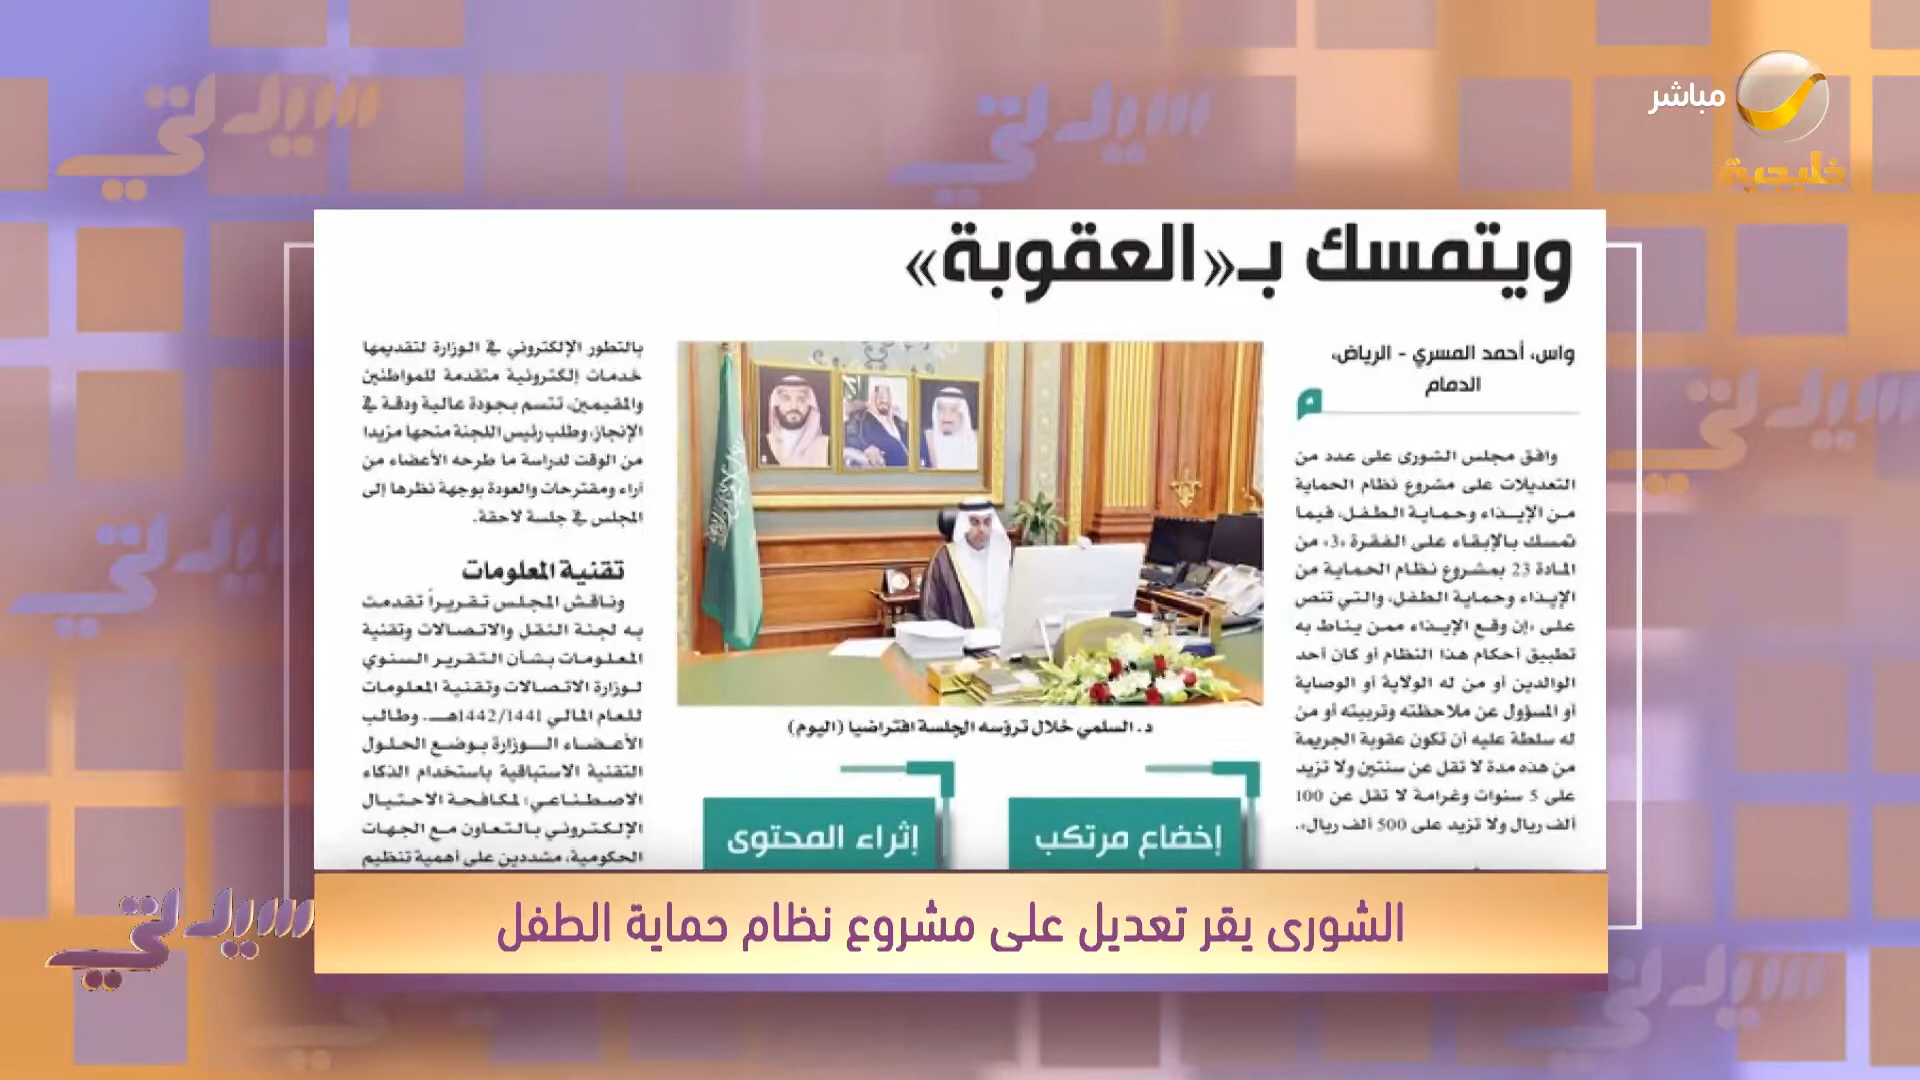 مباشر
خليجية
ويتمسك بـ«العقوبة»
واس، أحمد المسري - الرياض،
الدمام
وافق مجلس الشورى على عدد من
التعديلات على مشروع نظام الحماية
من الإيذاء وحماية الطفل، فيما
تمسك بالإبقاء على الفقرة «3» من
المادة 23 بمشروع نظام الحماية من
الإيذاء وحماية الطفل، والتي تنص
على «إن وقع الإيذاء ممن يناط به
تطبيق أحكام هذا النظام أو كان أحد
الوالدين أو من له الولاية أو الوصاية
أو المسؤول عن ملاحظته وتربيته أو من
له سلطة عليه أن تكون عقوبة الجريمة
من هذه مدة لا تقل عن سنتين ولا تزيد
على 5 سنوات وغرامة لا تقل عن 100
ألف ريال ولا تزيد على 500 ألف ريال».
د. السلمي خلال ترؤسه الجلسة افتراضيا (اليوم)
إخضاع مرتكب
إثراء المحتوى
بالتطور الإلكتروني في الوزارة لتقديمها
خدمات إلكترونية متقدمة للمواطنين
والمقيمين، تتسم بجودة عالية ودقة في
الإنجاز، وطلب رئيس اللجنة منحها مزيدا
من الوقت لدراسة ما طرحه الأعضاء من
آراء ومقترحات والعودة بوجهة نظرها إلى
المجلس في جلسة لاحقة.
تقنية المعلومات
وناقش المجلس تقريراً تقدمت
به لجنة النقل والاتصالات وتقنية
المعلومات بشأن التقرير السنوي
لوزارة الاتصالات وتقنية المعلومات
للعام المالي 1442/1441هـ. وطالب
الأعضاء الوزارة بوضع الحلول
التقنية الاستباقية باستخدام الذكاء
الاصطناعي؛ لمكافحة الاحتيال
الإلكتروني بالتعاون مع الجهات
الحكومية، مشددين على أهمية تنظيم
الشورى يقر تعديل على مشروع نظام حماية الطفل
سيدتي